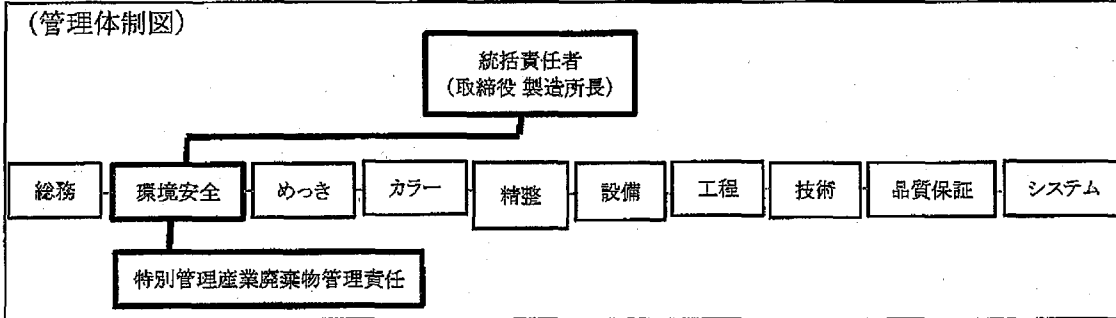 (管理体制図)
統括責任者
(取締役 製造所長)
総務 環境安全 めっき カラー 精整 設備 工程 技術 品質保証 システム
特別管理産業廃棄物管理責任